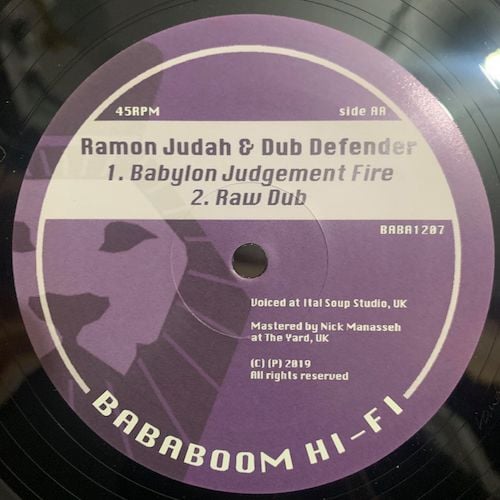 45RPM
side AA
Ramon Judah & Dub Defender
1. Babylon Judgement Fire
2. Raw Dub
BABA1207
Voiced at Ital Soup Studio, UK
Mastered by Nick Manasseh
at The Yard, UK
(C) (P) 2019
All rights reserved
BABABOOM HI-FI